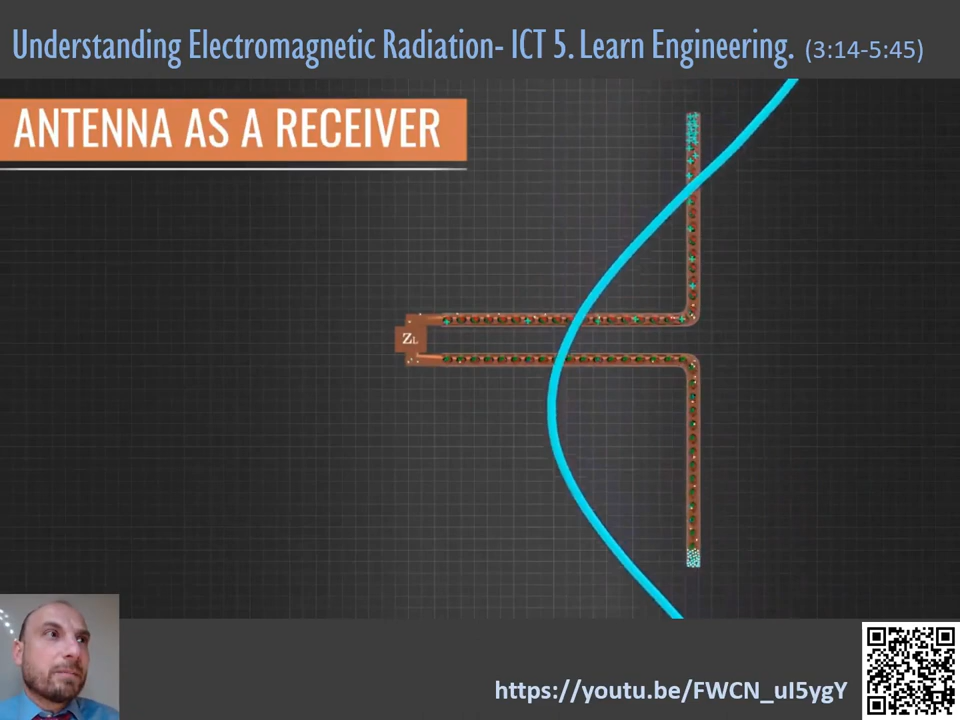 Understanding Electromagnetic Radiation- ICT 5. Learn Engineering. (3:14-5:45)
ANTENNA AS A RECEIVER
ZL
https://youtu.be/FWCN_uI5ygY